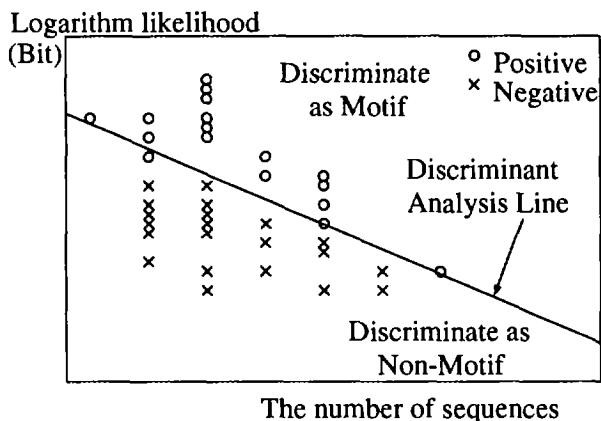 Logarithm likelihood
(Bit)
Discriminate
as Motif
o Positive
× Negative
Discriminant
Analysis Line
Discriminate as
Non-Motif
The number of sequences